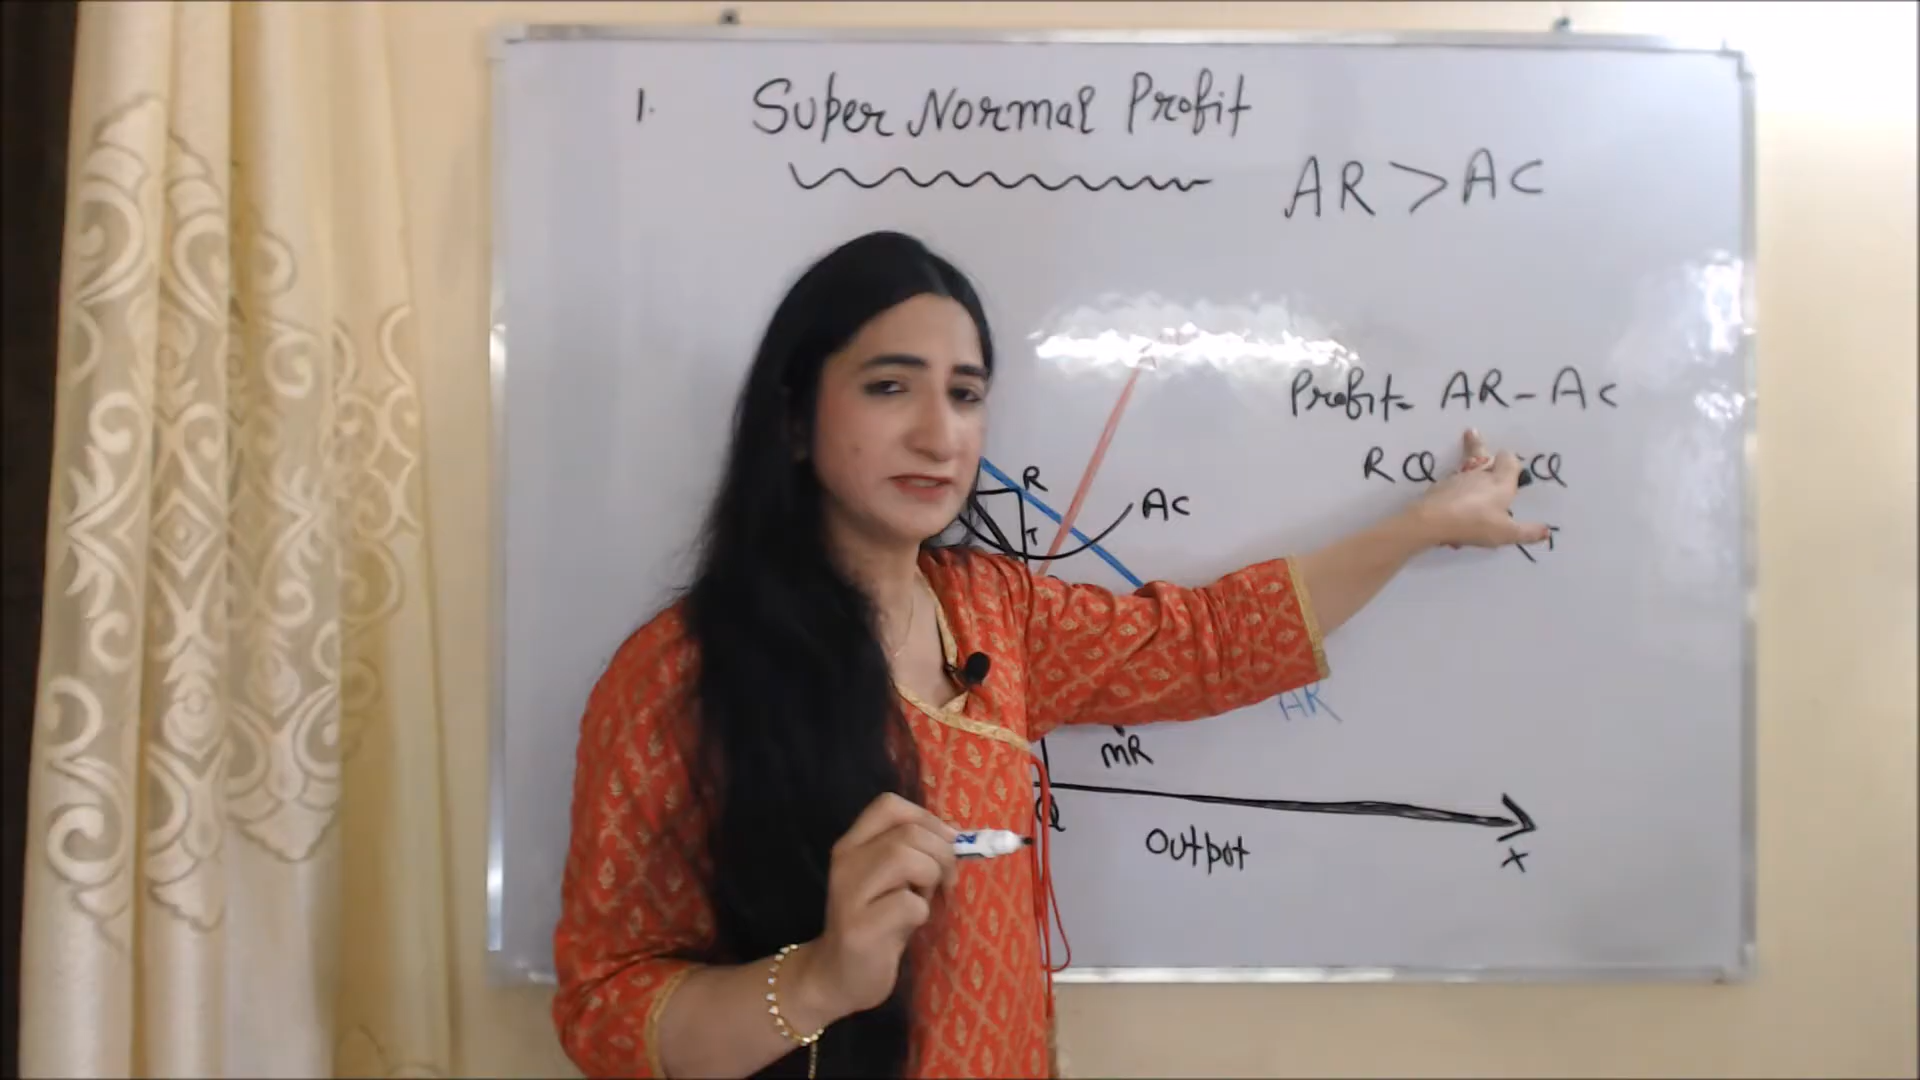 1. Super Normal Profit
AR > AC
Profit = AR - AC
RQ
Q
T
R
T
AC
AR
MR
Q
Output
X